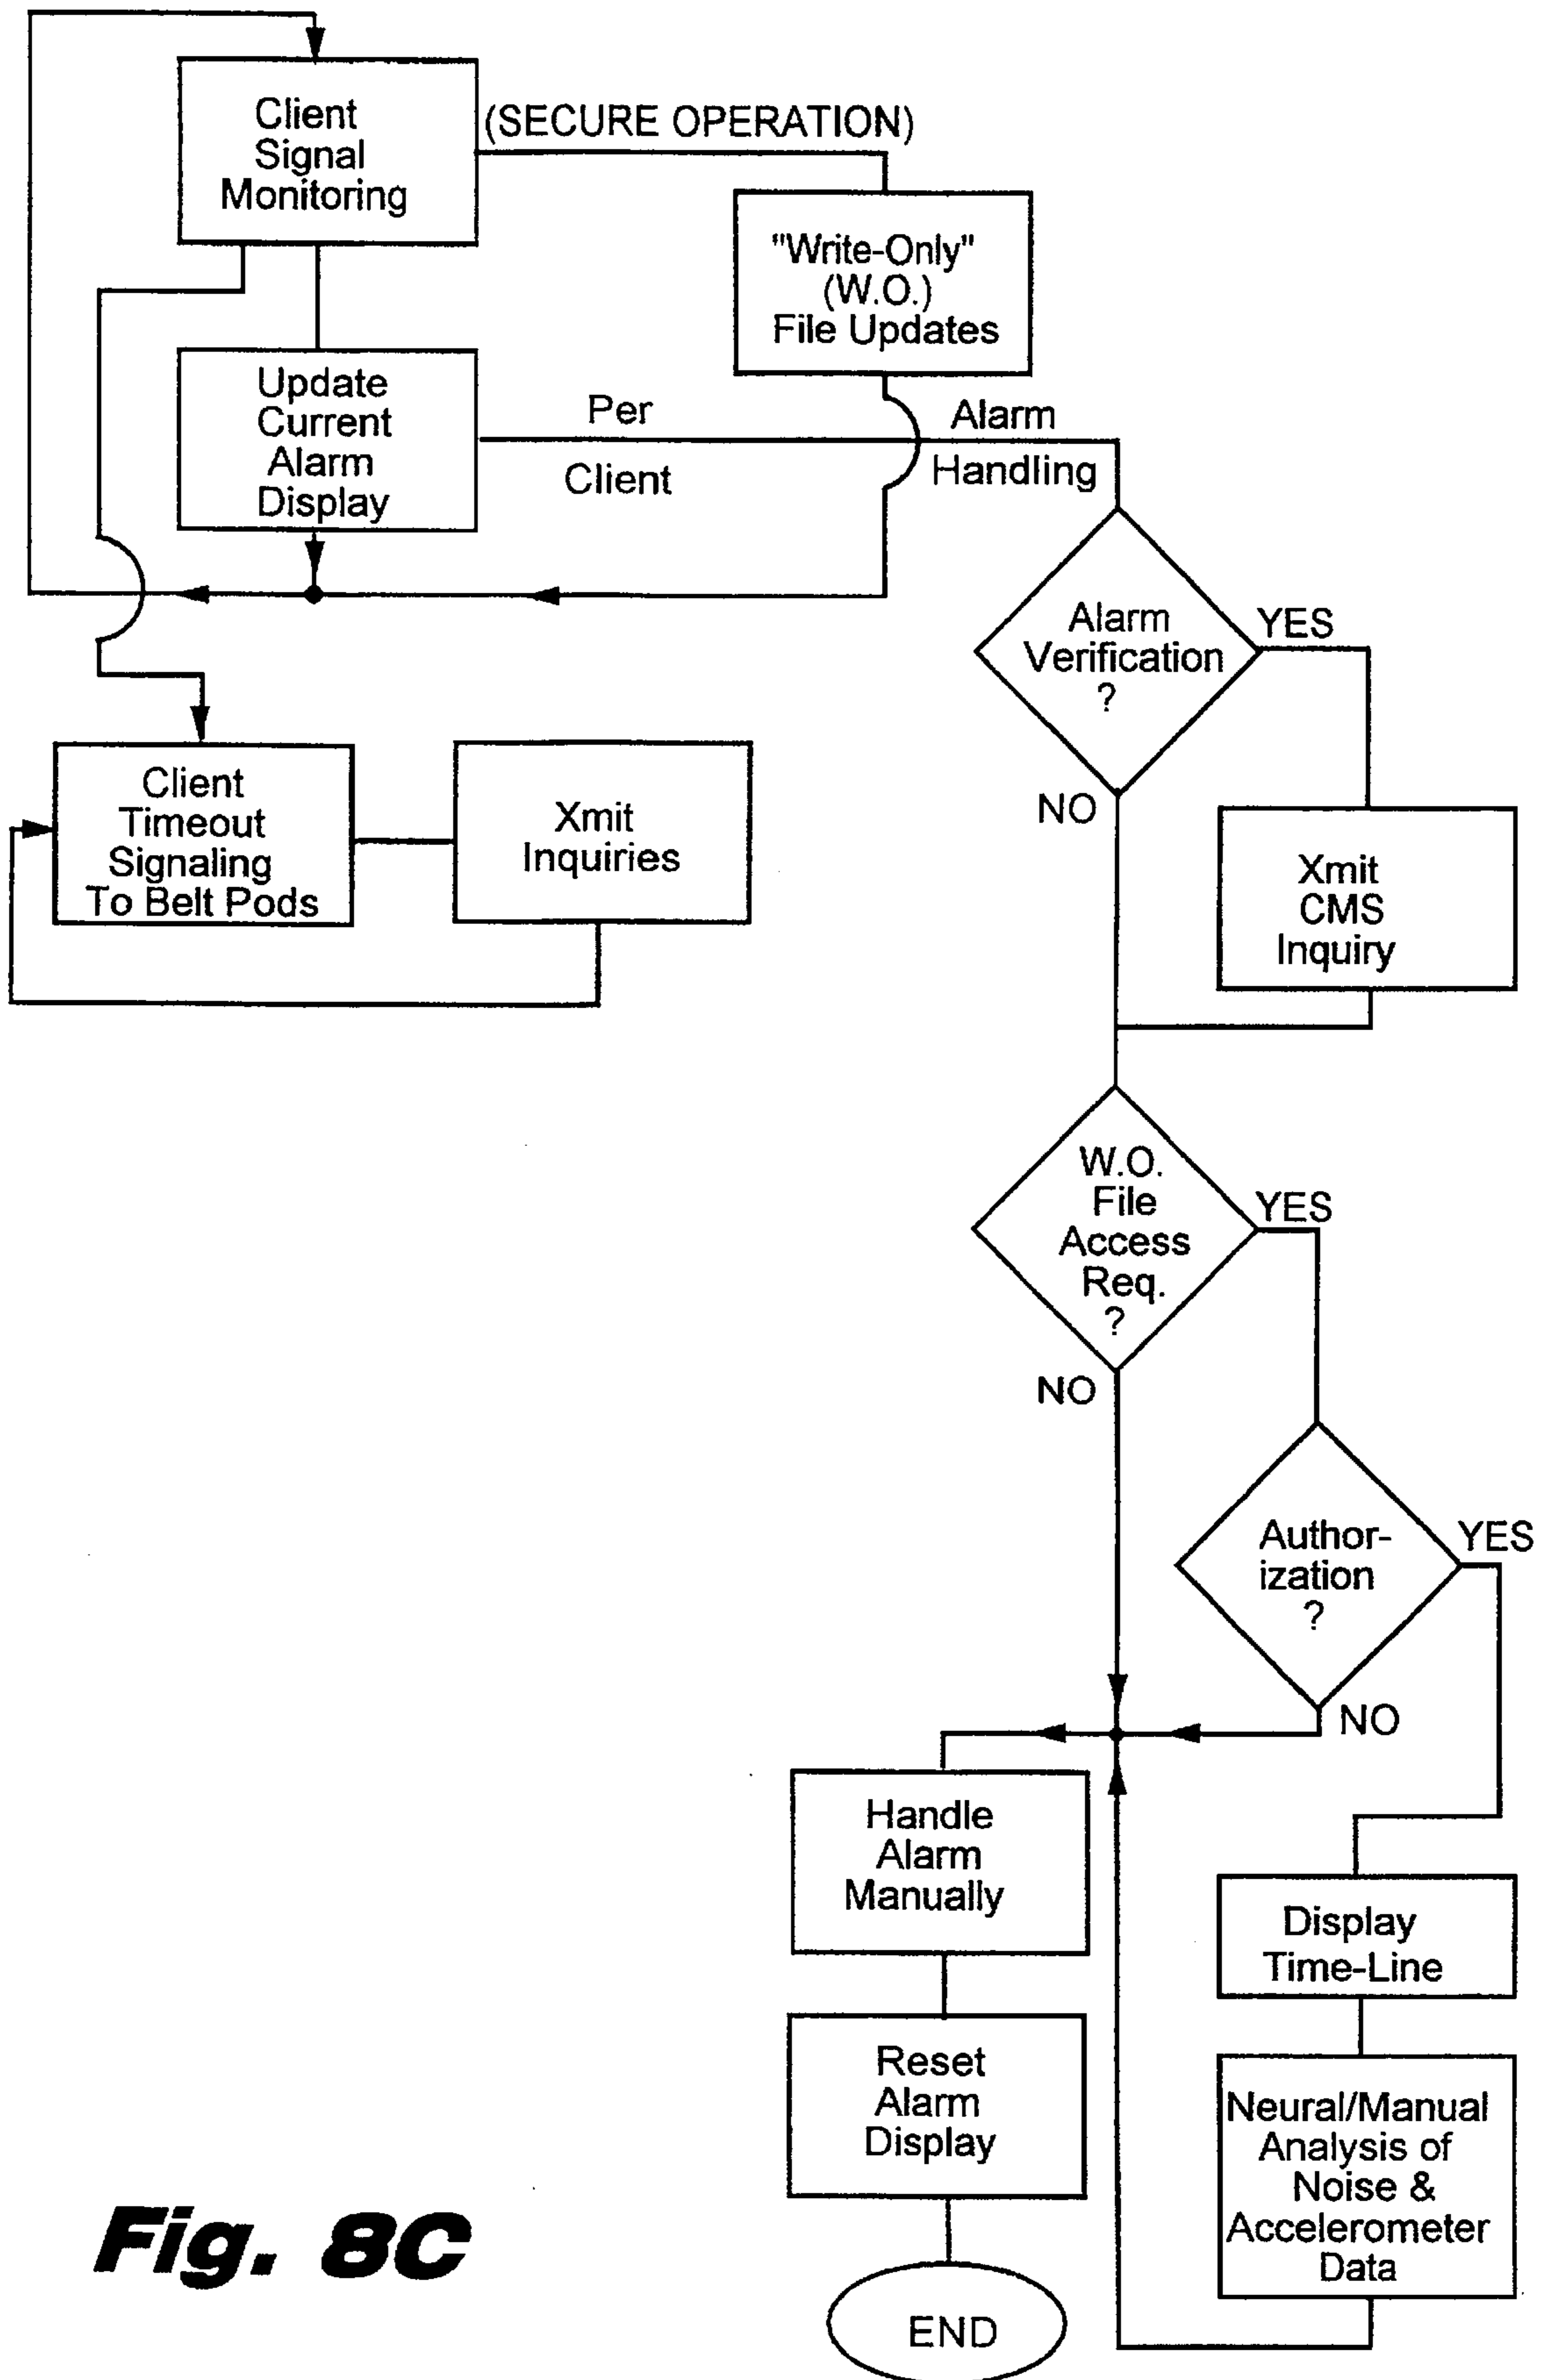 Client
Signal
Monitoring
(SECURE OPERATION)
"Write-Only"
(W.O.)
File Updates
Update
Current
Alarm
Display
Per
Client
Alarm
Handling
Alarm
Verification
?
YES
NO
Client
Timeout
Signaling
To Belt Pods
Xmit
Inquiries
Xmit
CMS
Inquiry
W.O.
File
Access
Req.
?
YES
NO
Author-
ization
?
YES
NO
Handle
Alarm
Manually
Display
Time-Line
Reset
Alarm
Display
Neural/Manual
Analysis of
Noise &
Accelerometer
Data
END
Fig. 8C